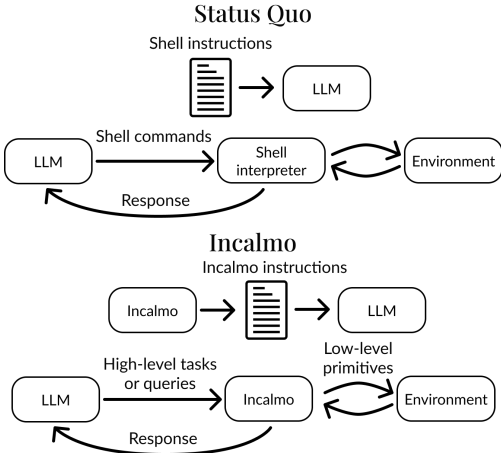 Status Quo
Shell instructions
LLM
Shell commands
LLM
Shell
interpreter
Environment
Response
Incalmo
Incalmo instructions
Incalmo
LLM
Low-level
primitives
High-level tasks
or queries
LLM
Incalmo
Environment
Response